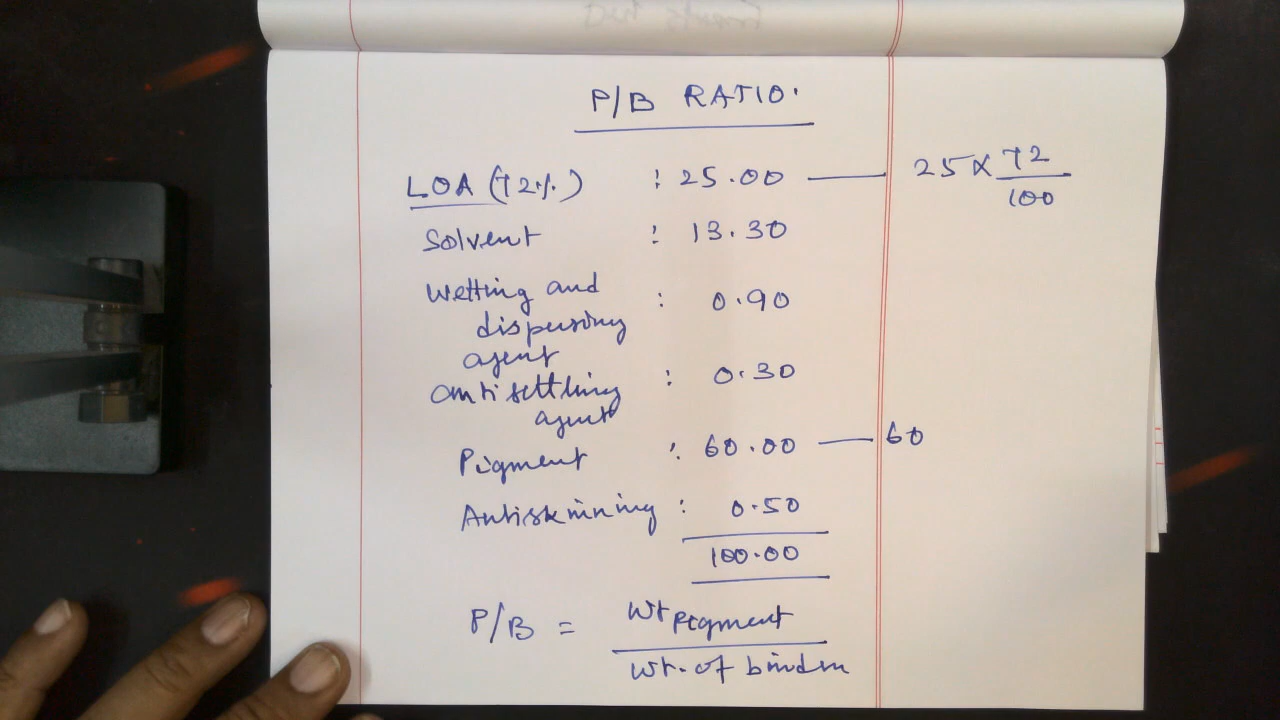 P/B RATIO.
LOA (72%) : 25.00 — 25 × 72/100
Solvent : 13.30
Wetting and : 0.90
dispersing
agent
Anti settling : 0.30
agent
Pigment : 60.00 — 60
Antiskinning : 0.50
100.00
P/B = Wt pigment
Wt. of binder